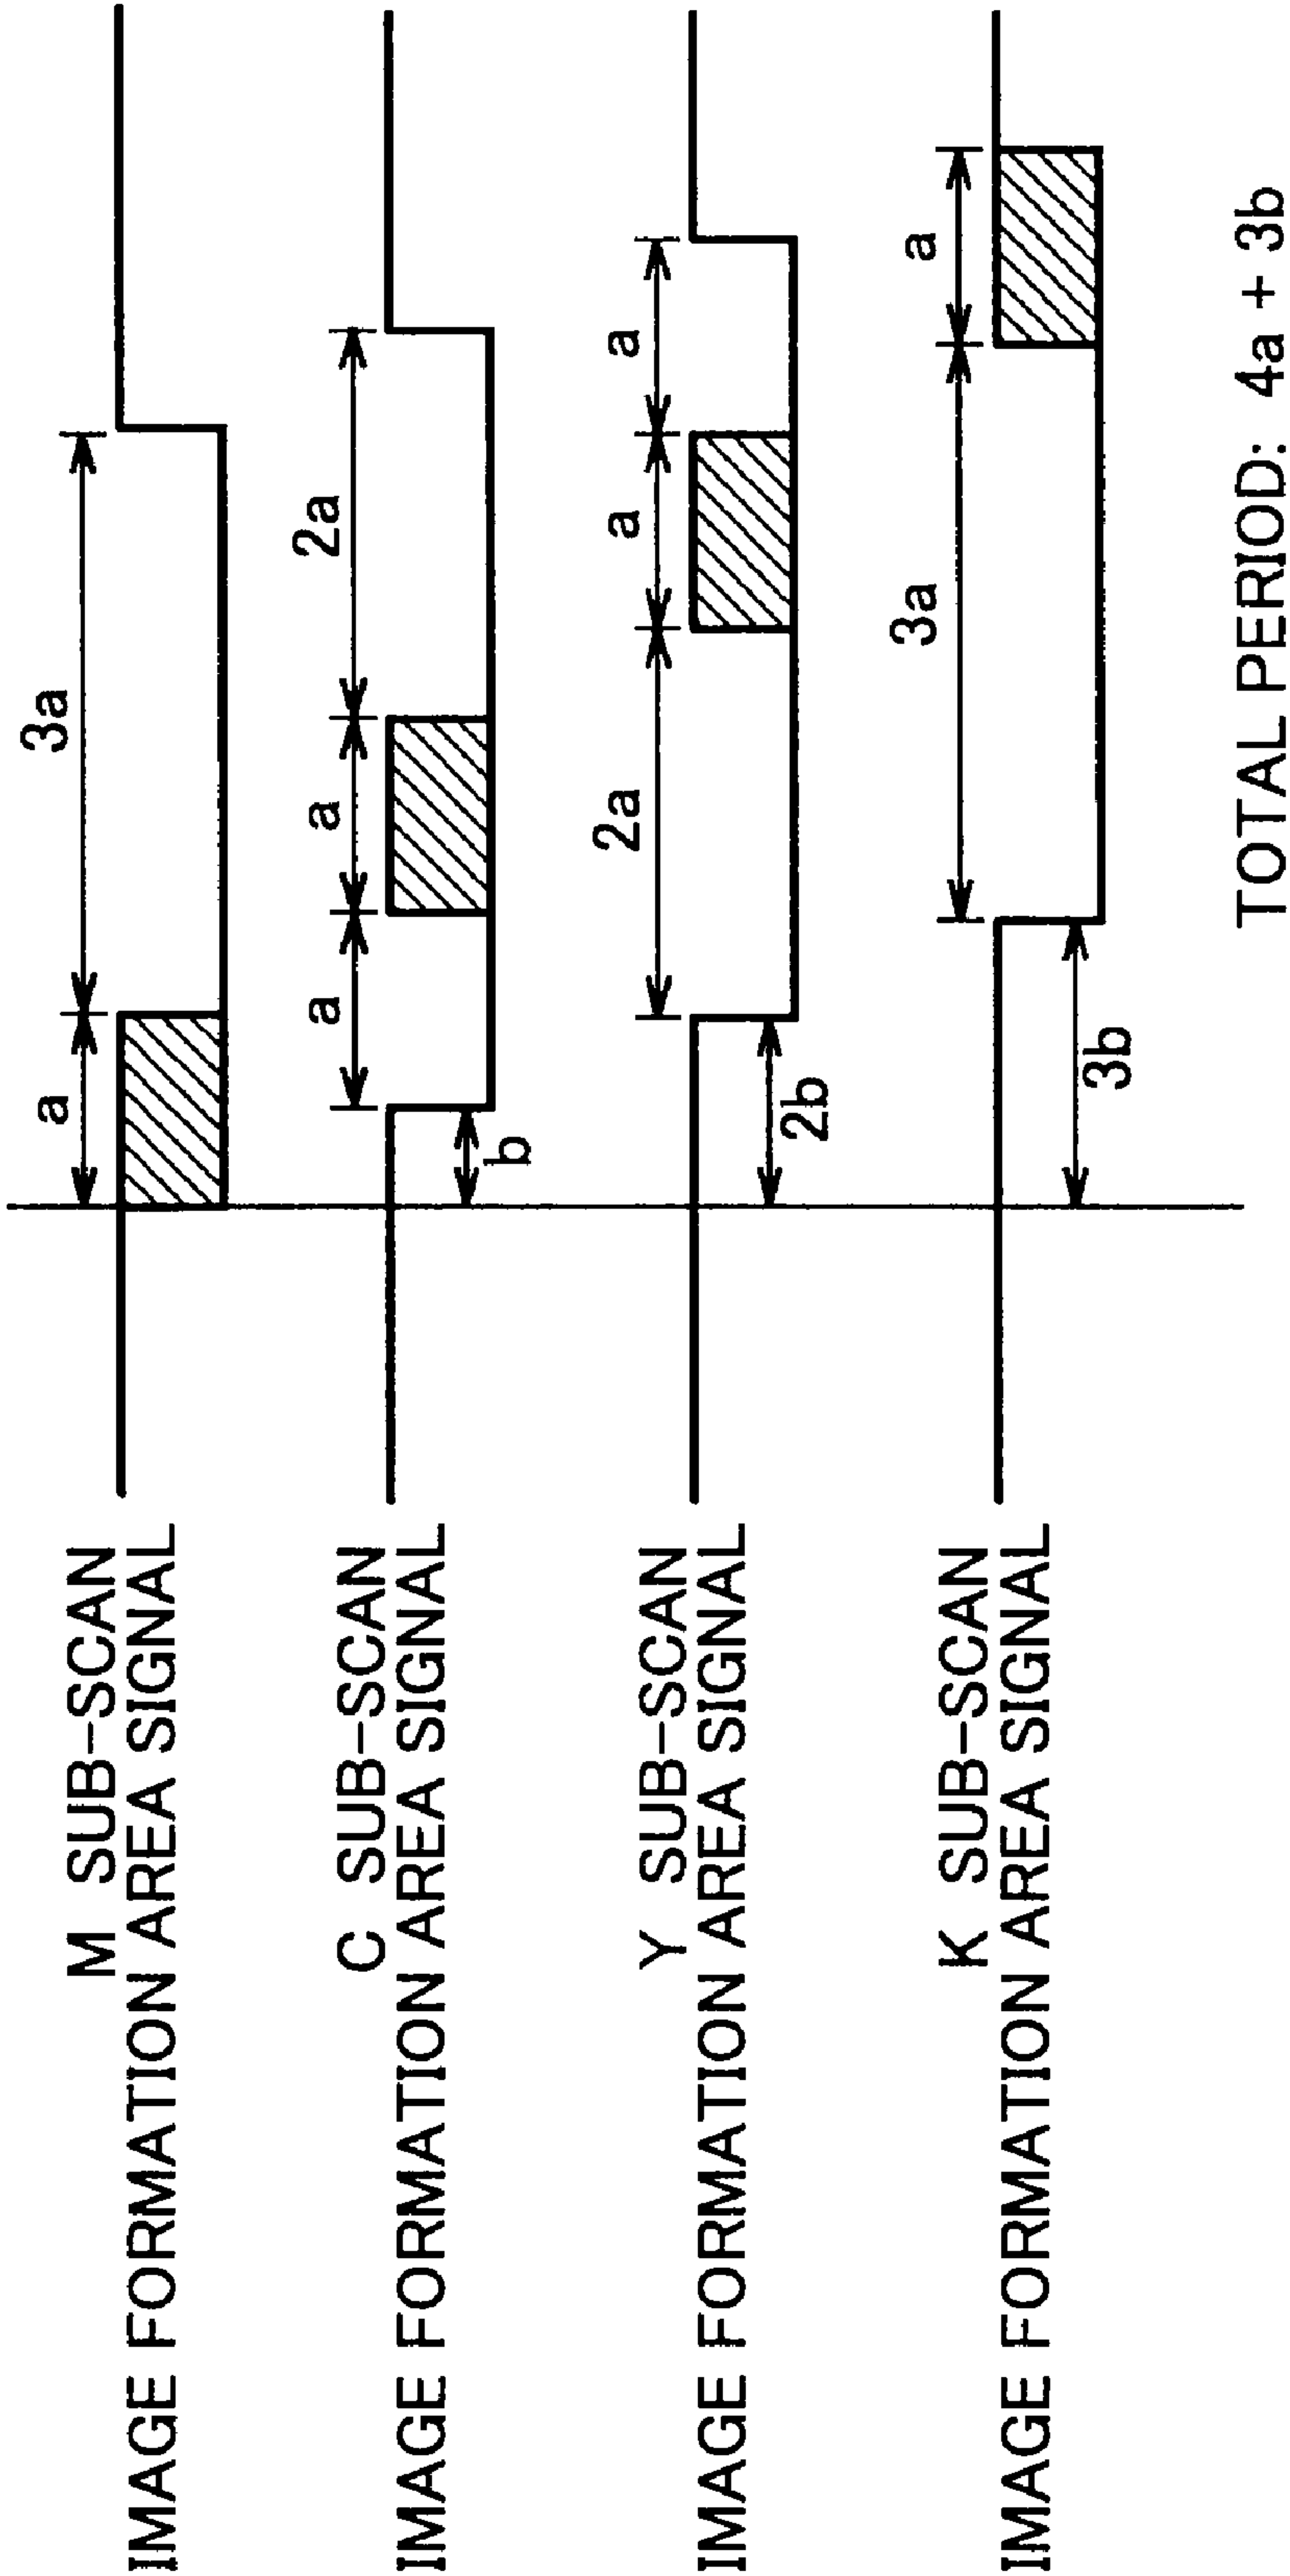 M SUB-SCAN
IMAGE FORMATION AREA SIGNAL
a
3a
C SUB-SCAN
IMAGE FORMATION AREA SIGNAL
b
a
a
2a
Y SUB-SCAN
IMAGE FORMATION AREA SIGNAL
2b
2a
a
a
K SUB-SCAN
IMAGE FORMATION AREA SIGNAL
3b
3a
a
TOTAL PERIOD: 4a + 3b